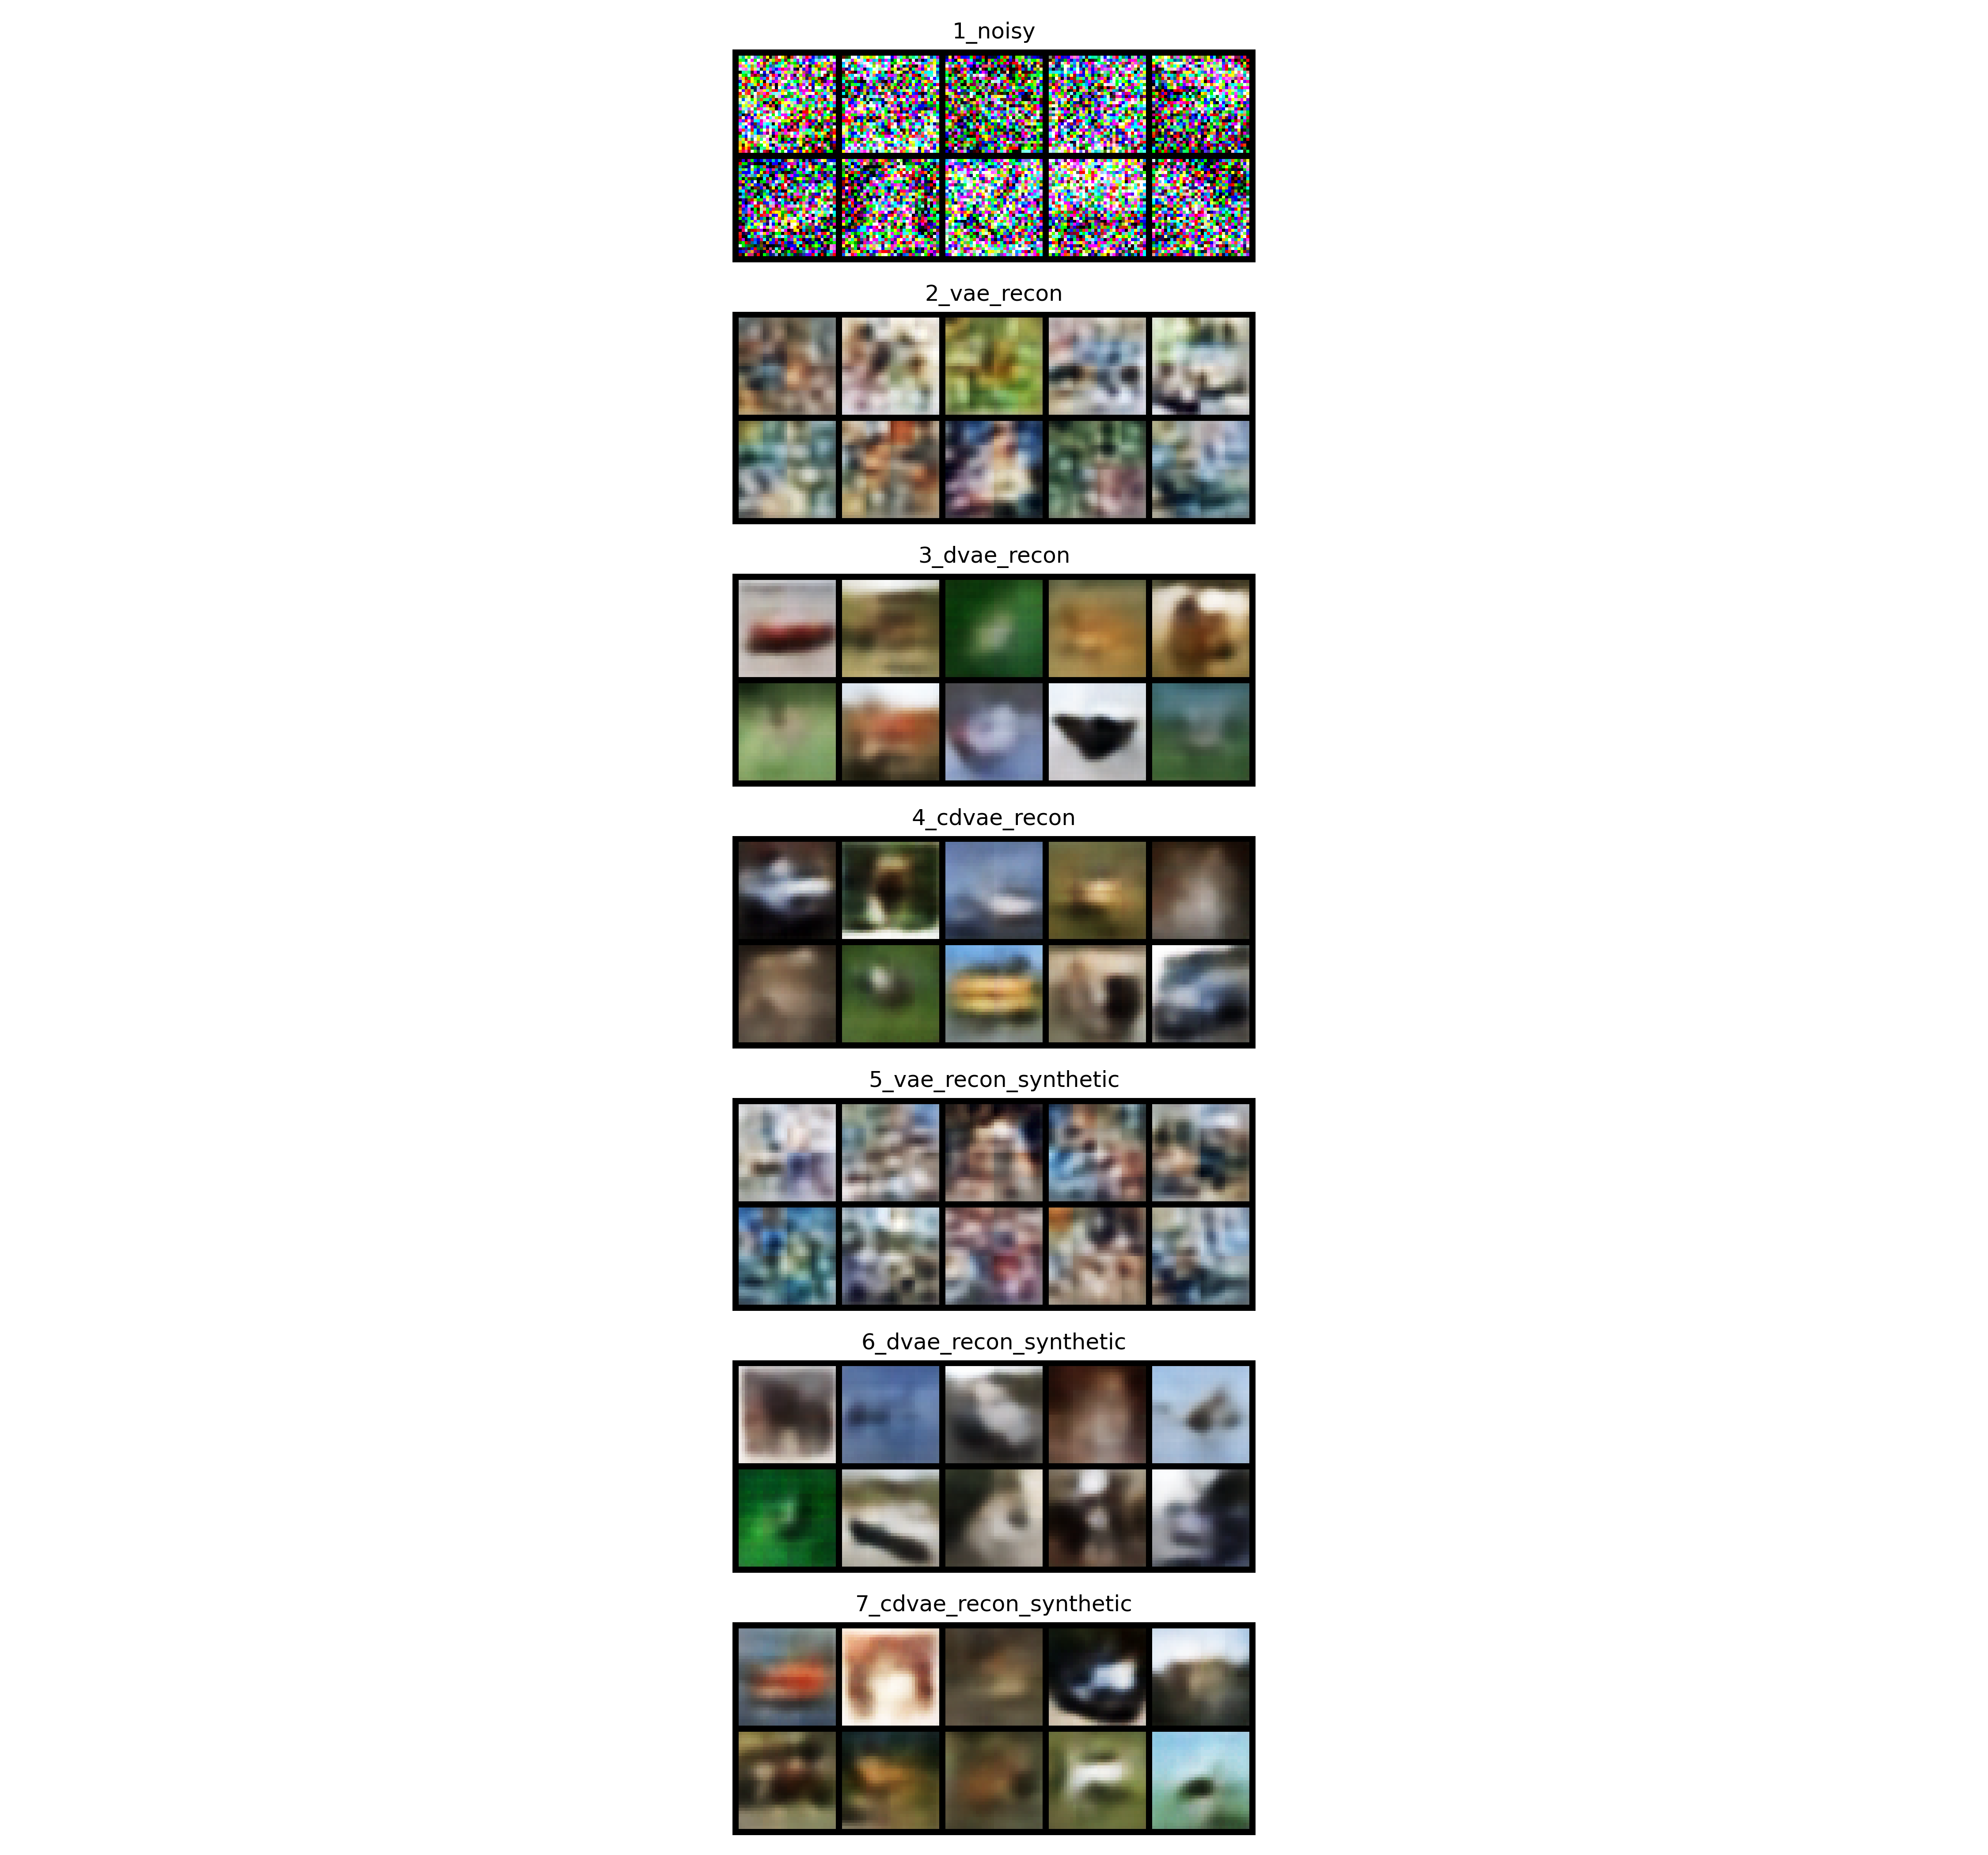 1_noisy
2_vae_recon
3_dvae_recon
4_cdvae_recon
5_vae_recon_synthetic
6_dvae_recon_synthetic
7_cdvae_recon_synthetic